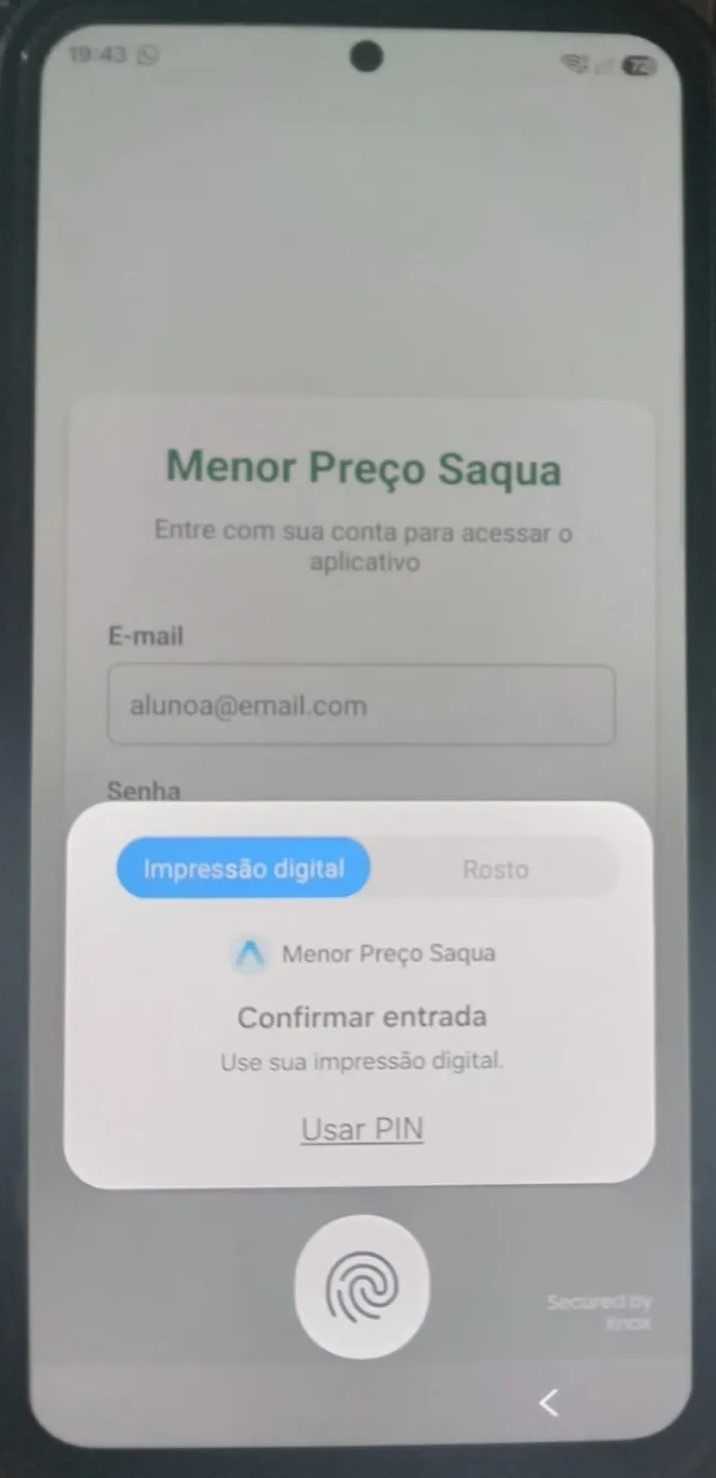 19:43
72
Menor Preço Saqua
Entre com sua conta para acessar o
aplicativo
E-mail
alunoa@email.com
Senha
Impressão digital
Rosto
Menor Preço Saqua
Confirmar entrada
Use sua impressão digital.
Usar PIN
Secured by
Knox